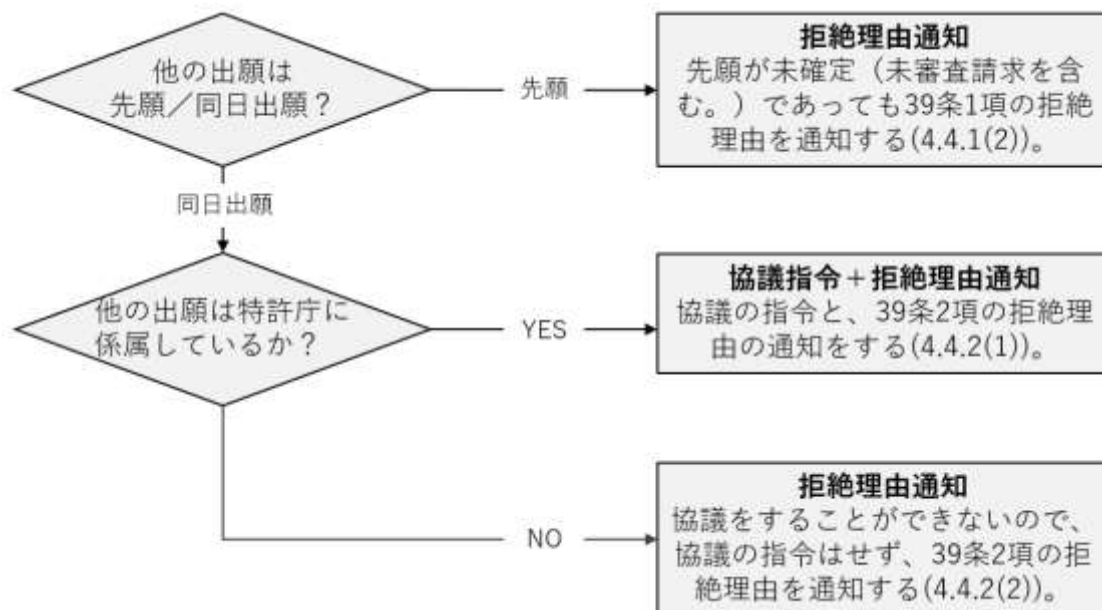 他の出願は
先願／同日出願？
先願
拒絶理由通知
先願が未確定（未審査請求を含
む。）であっても39条1項の拒絶
理由を通知する(4.4.1(2))。
同日出願
他の出願は特許庁に
係属しているか？
YES
協議指令＋拒絶理由通知
協議の指令と、39条2項の拒絶理
由の通知をする(4.4.2(1))。
NO
拒絶理由通知
協議をすることができないので、
協議の指令はせず、39条2項の拒
絶理由を通知する(4.4.2(2))。